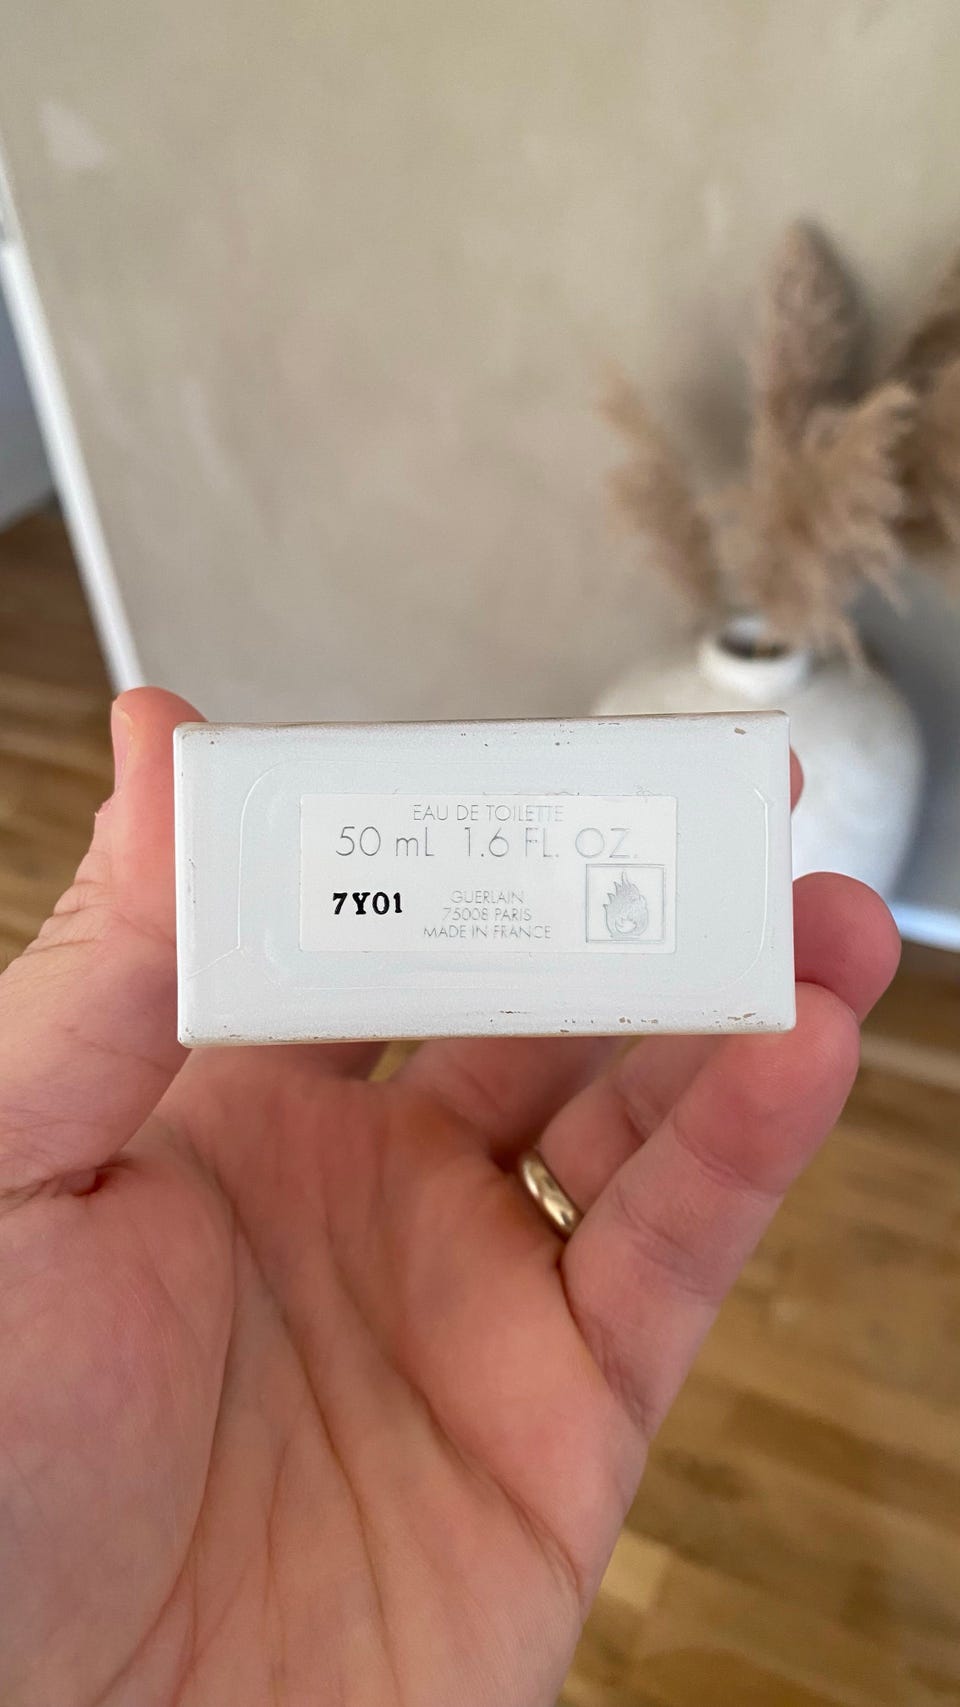 EAU DE TOILETTE
50 mL 1.6 FL. OZ.
7Y01
GUERLAIN
75008 PARIS
MADE IN FRANCE